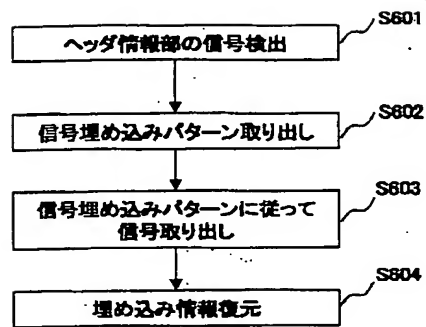 ヘッダ情報部の信号検出
S601
信号埋め込みパターン取り出し
S602
信号埋め込みパターンに従って
信号取り出し
S603
埋め込み情報復元
S604